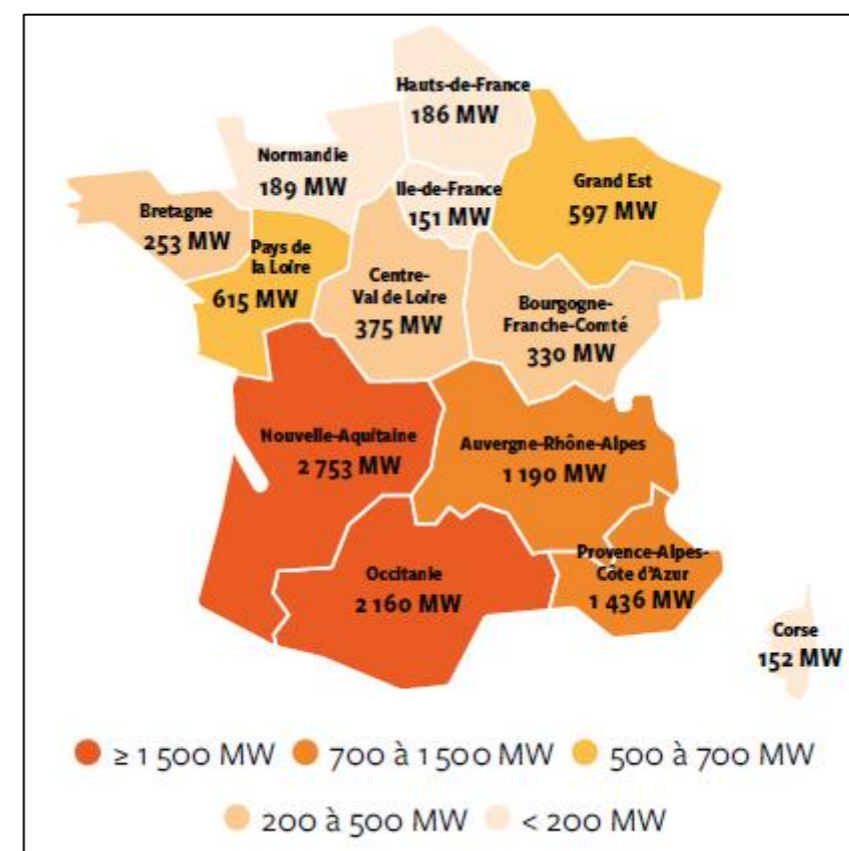 Hauts-de-France
186 MW
Normandie
189 MW
Ile-de-France
151 MW
Grand Est
597 MW
Bretagne
253 MW
Pays de
la Loire
615 MW
Centre-
Val de Loire
375 MW
Bourgogne-
Franche-Comté
330 MW
Nouvelle-Aquitaine
2 753 MW
Auvergne-Rhône-Alpes
1 190 MW
Occitanie
2 160 MW
Provence-Alpes-
Côte d'Azur
1 436 MW
Corse
152 MW
≥ 1 500 MW 700 à 1 500 MW 500 à 700 MW
200 à 500 MW < 200 MW